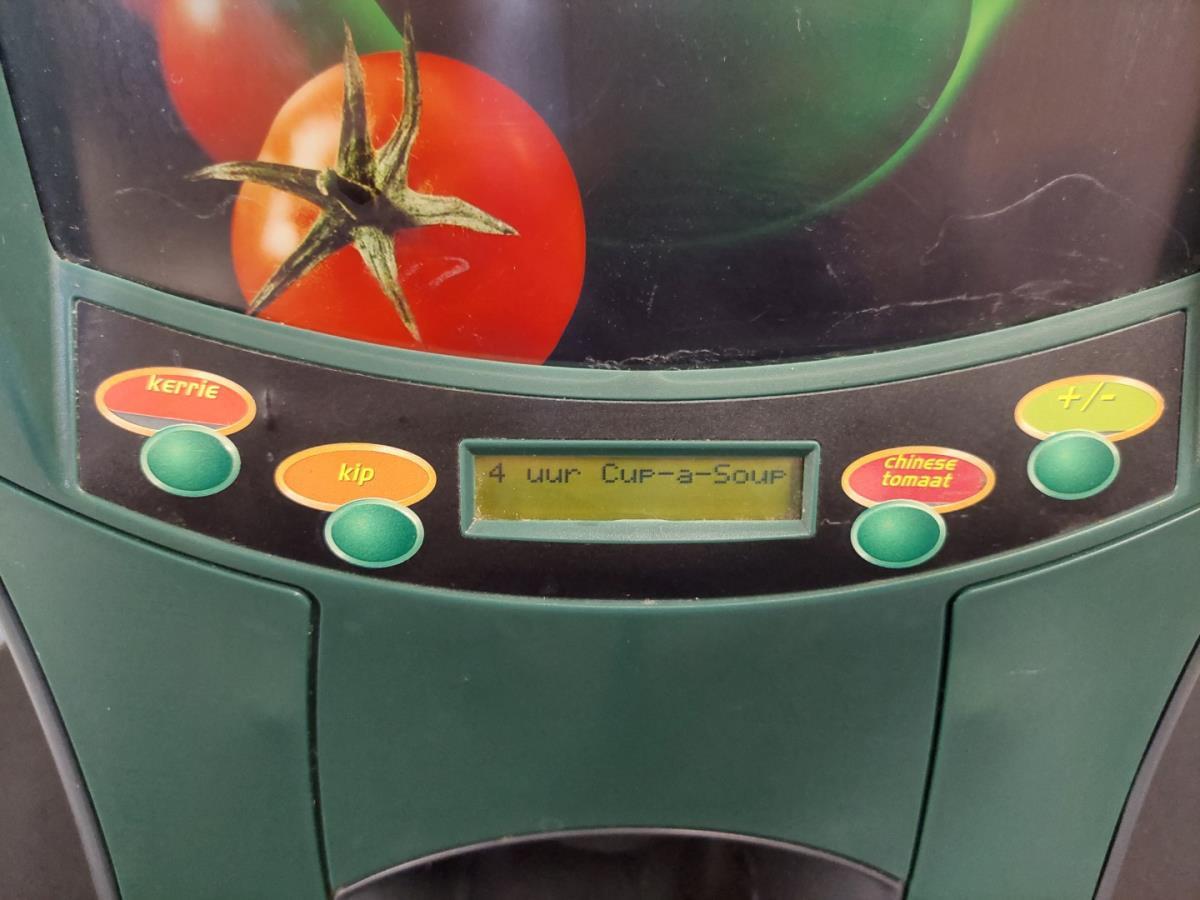 kerrie
kip
4 uur Cup-a-Soup
chinese
tomaat
+/-